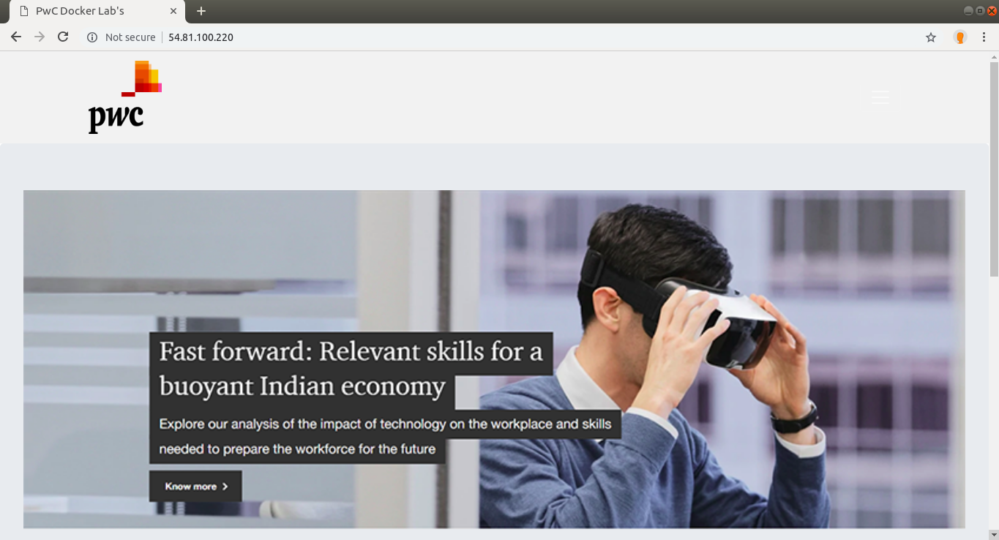 PwC Docker Lab's
Not secure
54.81.100.220
pwc
Fast forward: Relevant skills for a
buoyant Indian economy
Explore our analysis of the impact of technology on the workplace and skills
needed to prepare the workforce for the future
Know more